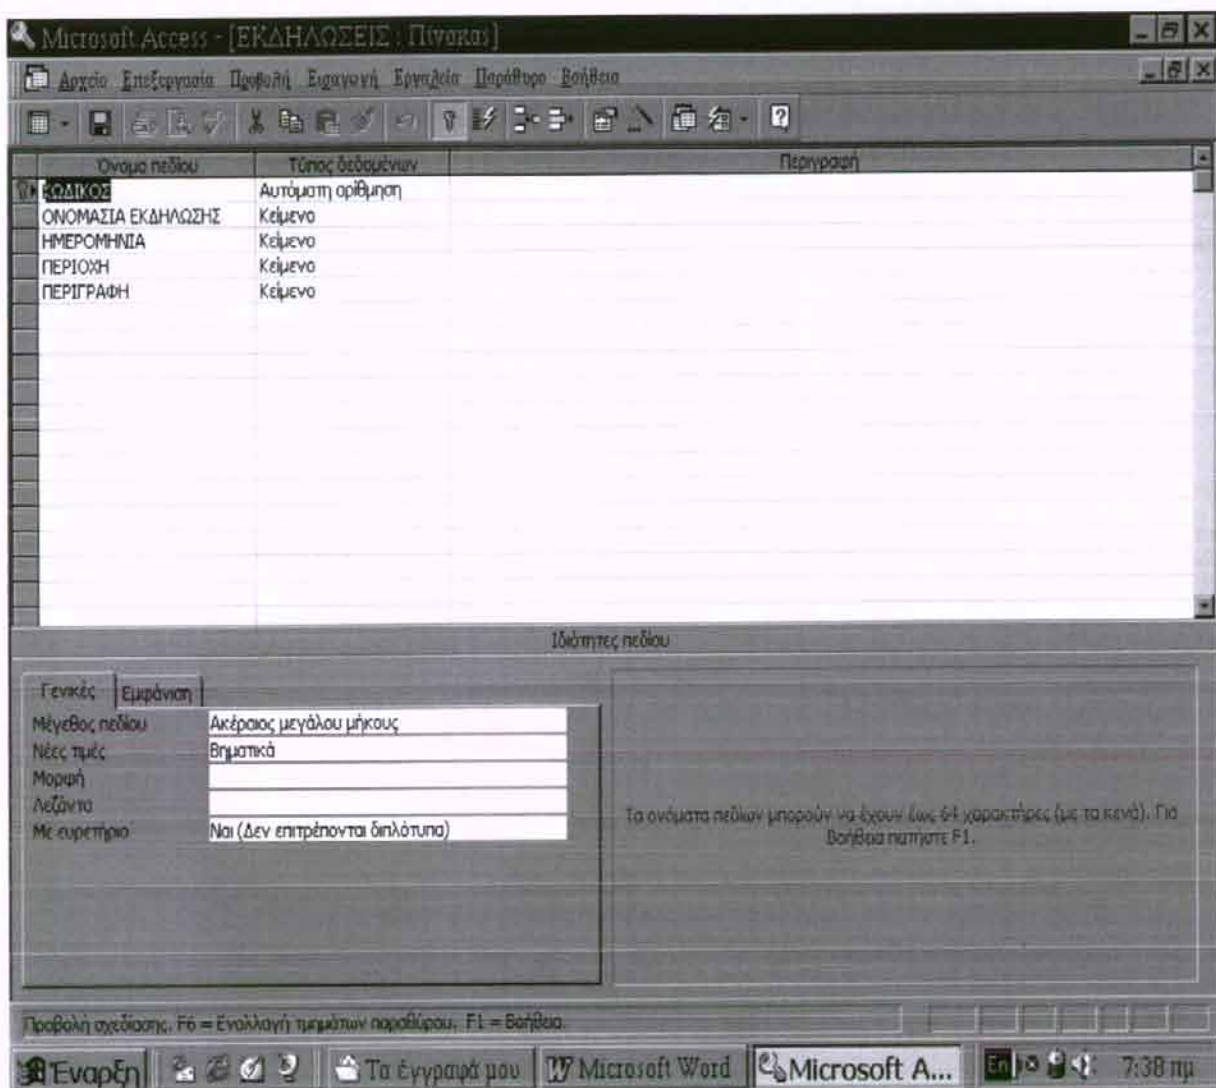 Microsoft Access - [ΕΚΔΗΛΩΣΕΙΣ : Πίνακας]
Αρχείο Επεξεργασία Προβολή Εισαγωγή Εργαλεία Παράθυρο Βοήθεια
Όνομα πεδίου Τύπος δεδομένων Περιγραφή
ΚΩΔΙΚΟΣ Αυτόματη αρίθμηση
ΟΝΟΜΑΣΙΑ ΕΚΔΗΛΩΣΗΣ Κείμενο
ΗΜΕΡΟΜΗΝΙΑ Κείμενο
ΠΕΡΙΟΧΗ Κείμενο
ΠΕΡΙΓΡΑΦΗ Κείμενο
Ιδιότητες πεδίου
Γενικές Εμφάνιση
Μέγεθος πεδίου Ακέραιος μεγάλου μήκους
Νέες τιμές Βηματικά
Μορφή
Λεζάντα
Με ευρετήριο Ναι (Δεν επιτρέπονται διπλότυπα)
Τα ονόματα πεδίων μπορούν να έχουν έως 64 χαρακτήρες (με τα κενά). Για
βοήθεια πατήστε F1.
Προβολή σχεδίασης. F6 = Εναλλαγή τμημάτων παραθύρου. F1 = Βοήθεια.
Έναρξη Τα έγγραφά μου Microsoft Word Microsoft A... En 7:38 πμ